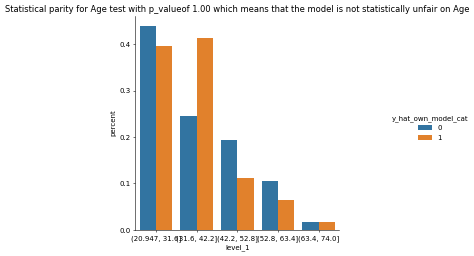 Statistical parity for Age test with p_valueof 1.00 which means that the model is not statistically unfair on Age
0.4
0.3
0.2
0.1
0.0
percent
(20.947, 31.6] (31.6, 42.2] (42.2, 52.8] (52.8, 63.4] (63.4, 74.0]
level_1
y_hat_own_model_cat
0
1